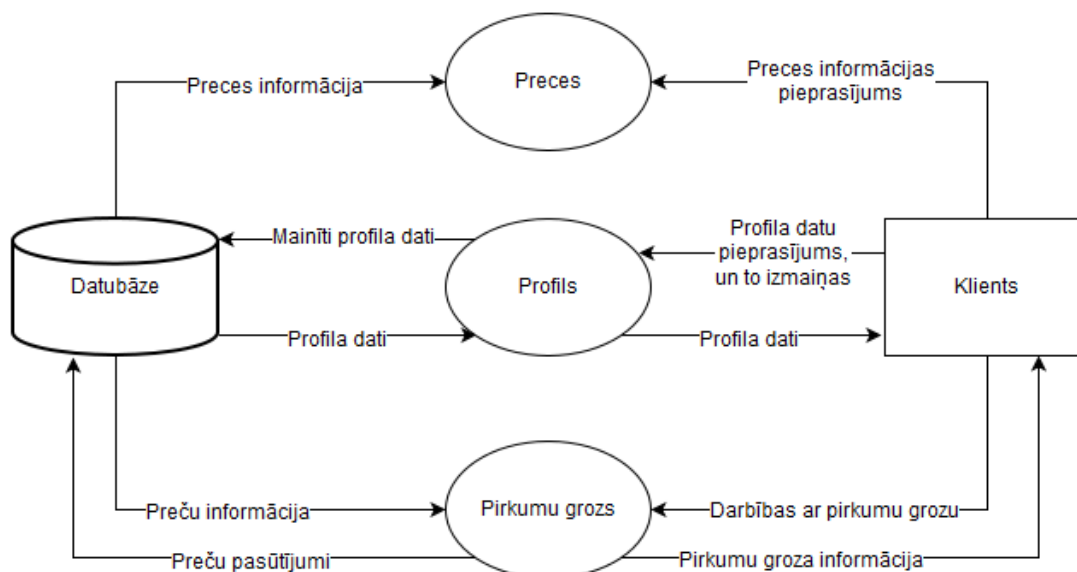 Preces
Preces informācija
Preces informācijas
pieprasījums
Mainīti profila dati
Profila datu
pieprasījums,
un to izmaiņas
Datubāze
Profils
Klients
Profila dati
Profila dati
Preču informācija
Pirkumu grozs
Darbības ar pirkumu grozu
Preču pasūtījumi
Pirkumu groza informācija